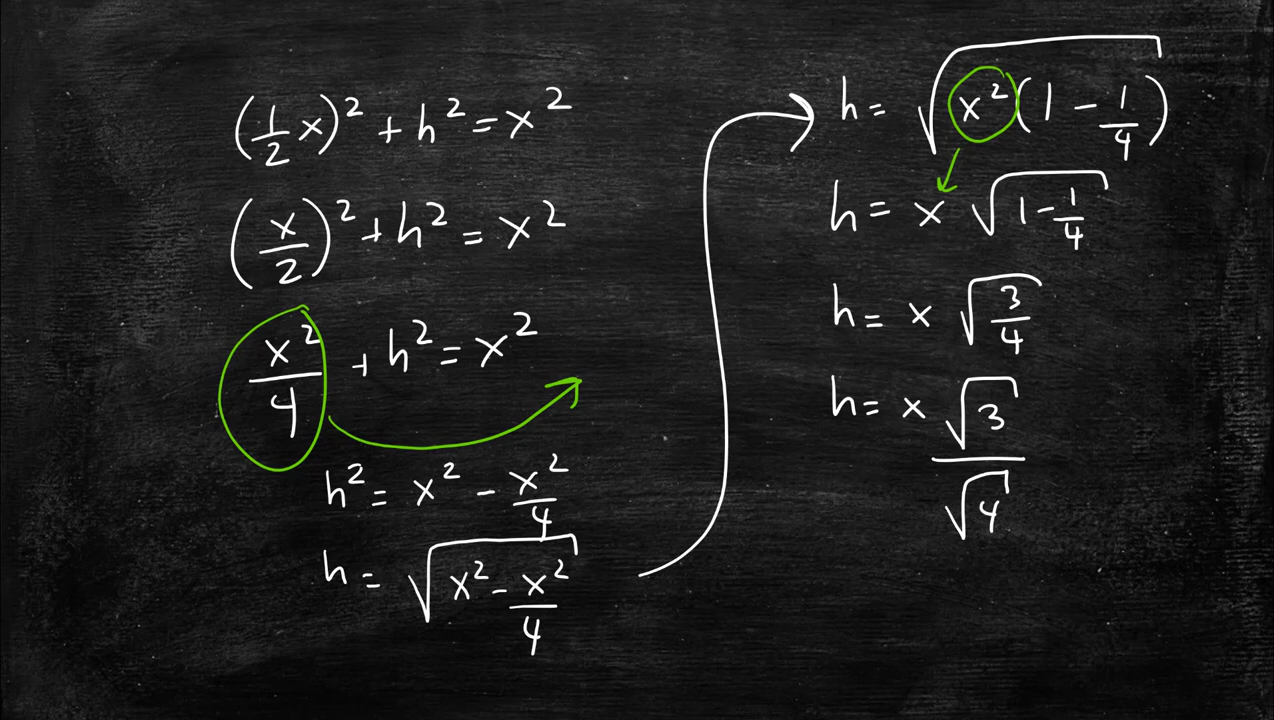 (1/2 x)² + h² = x²
(x/2)² + h² = x²
x²/4 + h² = x²
h² = x² - x²/4
h = √(x² - x²/4)
h = √(x²(1 - 1/4))
h = x √(1 - 1/4)
h = x √(3/4)
h = x √3/√4